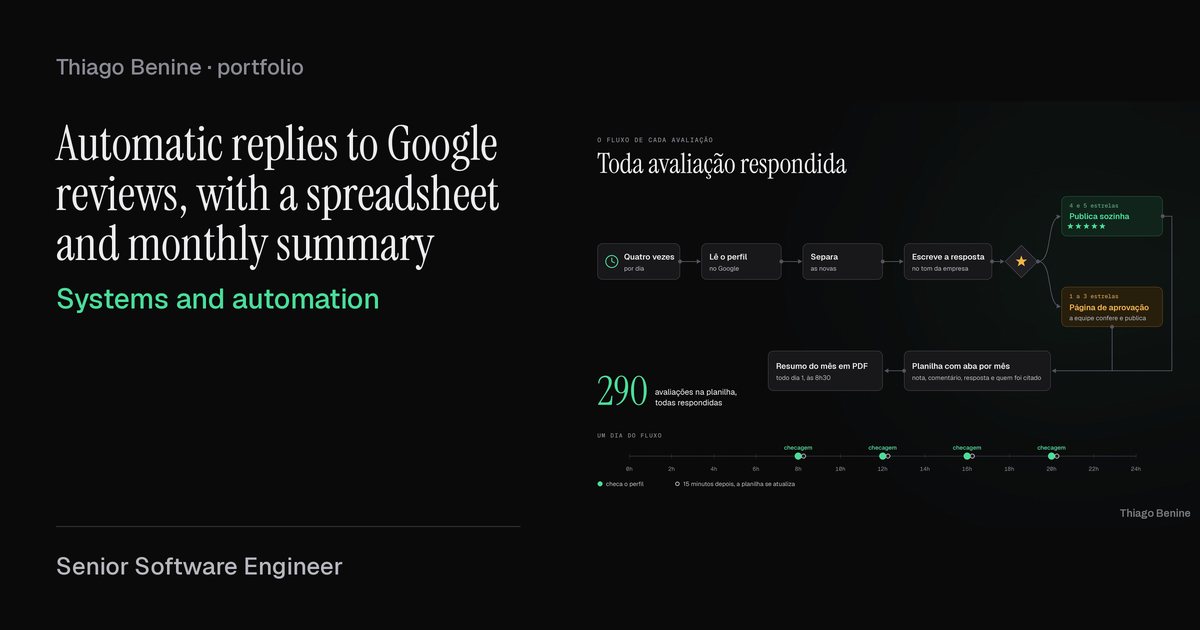 Thiago Benine · portfolio
Automatic replies to Google
reviews, with a spreadsheet
and monthly summary
Systems and automation
Senior Software Engineer
O FLUXO DE CADA AVALIAÇÃO
Toda avaliação respondida
Quatro vezes
por dia
Lê o perfil
no Google
Separa
as novas
Escreve a resposta
no tom da empresa
4 e 5 estrelas
Publica sozinha
1 a 3 estrelas
Página de aprovação
a equipe confere e publica
Resumo do mês em PDF
todo dia 1, às 8h30
Planilha com aba por mês
nota, comentário, resposta e quem foi citado
290
avaliações na planilha,
todas respondidas
UM DIA DO FLUXO
checagem checagem checagem checagem
0h 2h 4h 6h 8h 10h 12h 14h 16h 18h 20h 22h 24h
checa o perfil
15 minutos depois, a planilha se atualiza
Thiago Benine